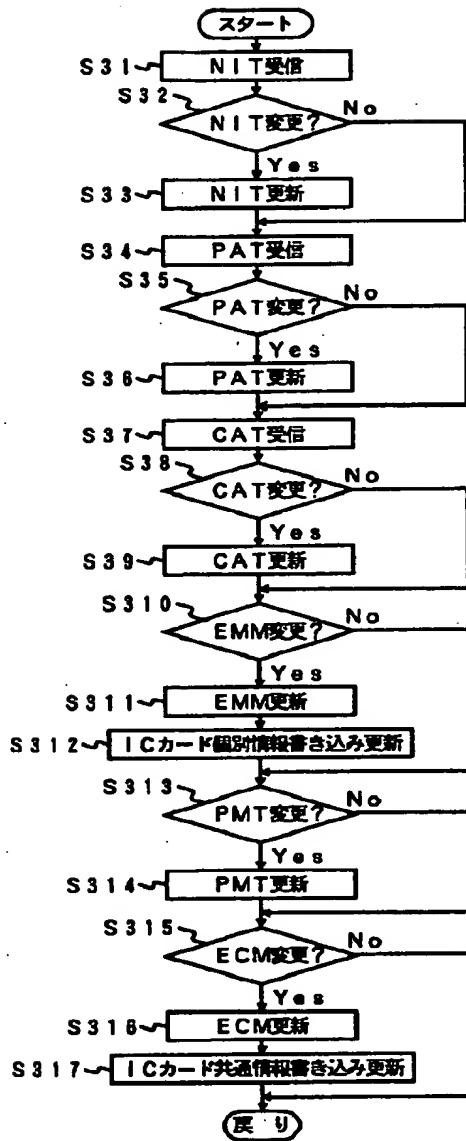 スタート
S31 NIT受信
S32 NIT変更? No
Yes
S33 NIT更新
S34 PAT受信
S35 PAT変更? No
Yes
S36 PAT更新
S37 CAT受信
S38 CAT変更? No
Yes
S39 CAT更新
S310 EMM変更? No
Yes
S311 EMM更新
S312 ICカード個別情報書き込み更新
S313 PMT変更? No
Yes
S314 PMT更新
S315 ECM変更? No
Yes
S316 ECM更新
S317 ICカード共通情報書き込み更新
戻り